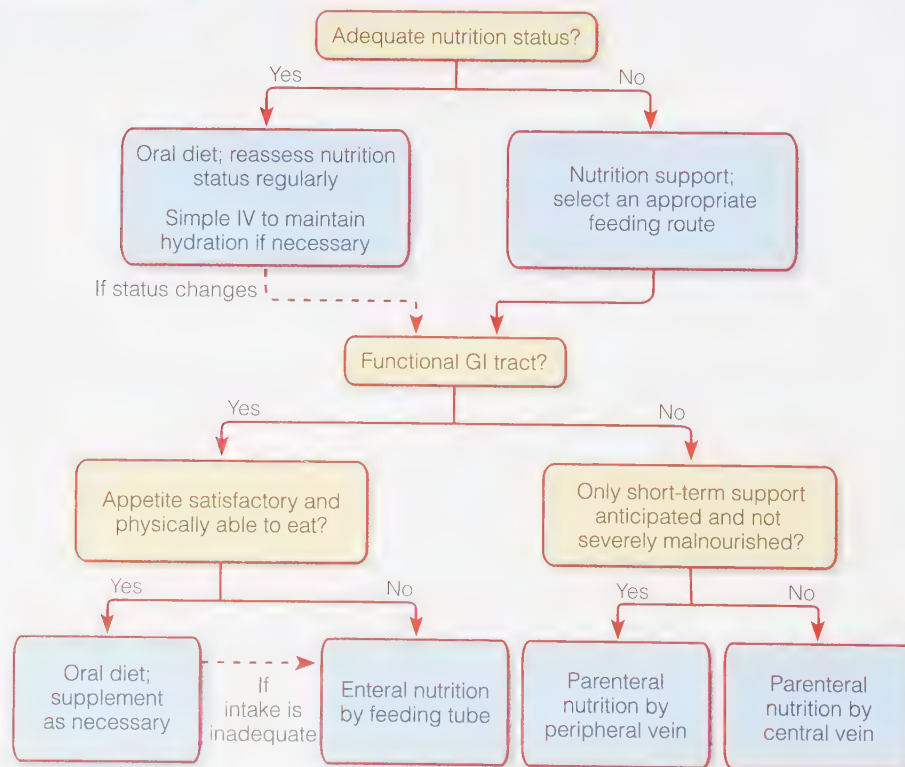 Adequate nutrition status?
Yes
No
Oral diet; reassess nutrition
status regularly
Simple IV to maintain
hydration if necessary
Nutrition support;
select an appropriate
feeding route
If status changes
Functional GI tract?
Yes
No
Appetite satisfactory and
physically able to eat?
Only short-term support
anticipated and not
severely malnourished?
Yes
No
Yes
No
Oral diet;
supplement
as necessary
If
intake is
inadequate
Enteral nutrition
by feeding tube
Parenteral
nutrition by
peripheral vein
Parenteral
nutrition by
central vein